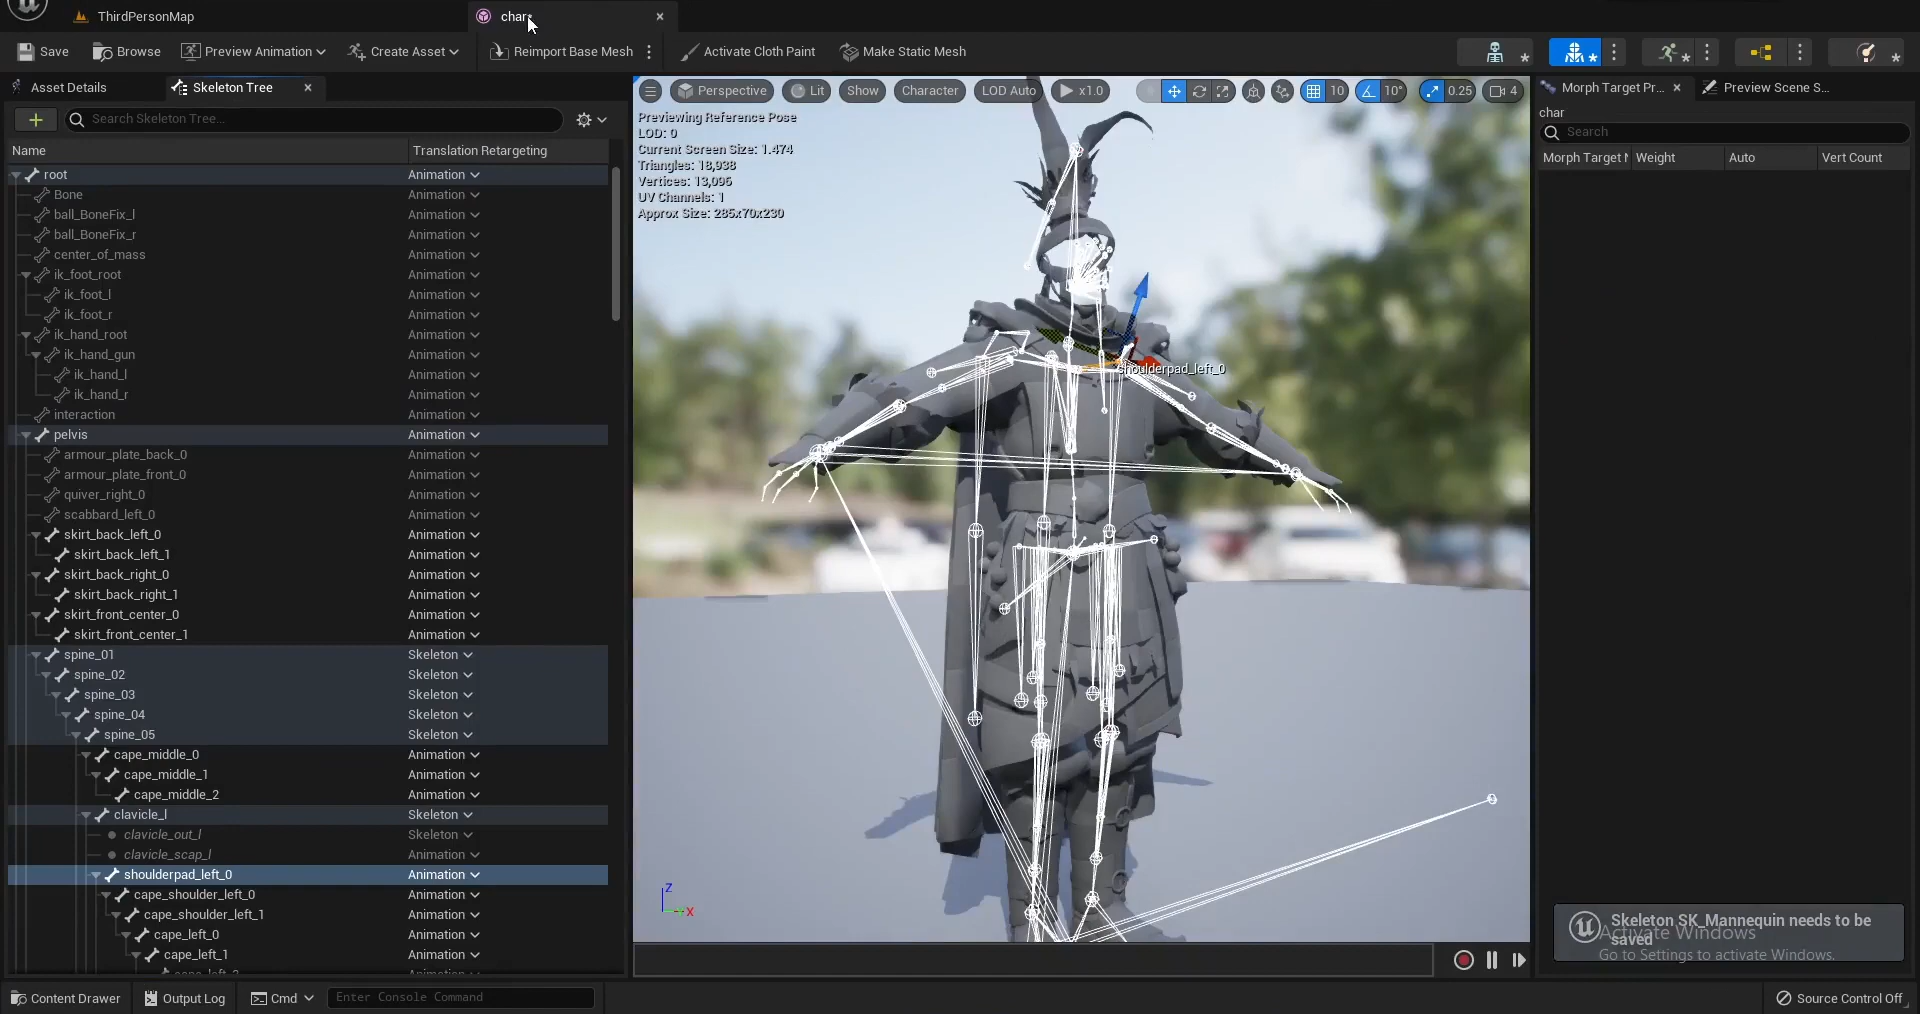 ThirdPersonMap
char
Save
Browse
Preview Animation
Create Asset
Reimport Base Mesh
Activate Cloth Paint
Make Static Mesh
Asset Details
Skeleton Tree
Search Skeleton Tree...
Name
Translation Retargeting
root Animation
Bone Animation
ball_BoneFix_l Animation
ball_BoneFix_r Animation
center_of_mass Animation
ik_foot_root Animation
ik_foot_l Animation
ik_foot_r Animation
ik_hand_root Animation
ik_hand_gun Animation
ik_hand_l Animation
ik_hand_r Animation
interaction Animation
pelvis Animation
armour_plate_back_0 Animation
armour_plate_front_0 Animation
quiver_right_0 Animation
scabbard_left_0 Animation
skirt_back_left_0 Animation
skirt_back_left_1 Animation
skirt_back_right_0 Animation
skirt_back_right_1 Animation
skirt_front_center_0 Animation
skirt_front_center_1 Animation
spine_01 Skeleton
spine_02 Skeleton
spine_03 Skeleton
spine_04 Skeleton
spine_05 Skeleton
cape_middle_0 Animation
cape_middle_1 Animation
cape_middle_2 Animation
clavicle_l Skeleton
clavicle_out_l Skeleton
clavicle_scap_l Animation
shoulderpad_left_0 Animation
cape_shoulder_left_0 Animation
cape_shoulder_left_1 Animation
cape_left_0 Animation
cape_left_1 Animation
cape_left_2 Animation
Perspective
Lit
Show
Character
LOD Auto
x1.0
10
10°
0.25
4
Previewing Reference Pose
LOD: 0
Current Screen Size: 1.474
Triangles: 18,938
Vertices: 13,096
UV Channels: 1
Approx Size: 285x70x230
shoulderpad_left_0
Z
X
Morph Target Pr...
Preview Scene S...
char
Search
Morph Target N
Weight
Auto
Vert Count
Skeleton SK_Mannequin needs to be
saved
Activate Windows
Go to Settings to activate Windows.
Content Drawer
Output Log
Cmd
Enter Console Command
Source Control Off